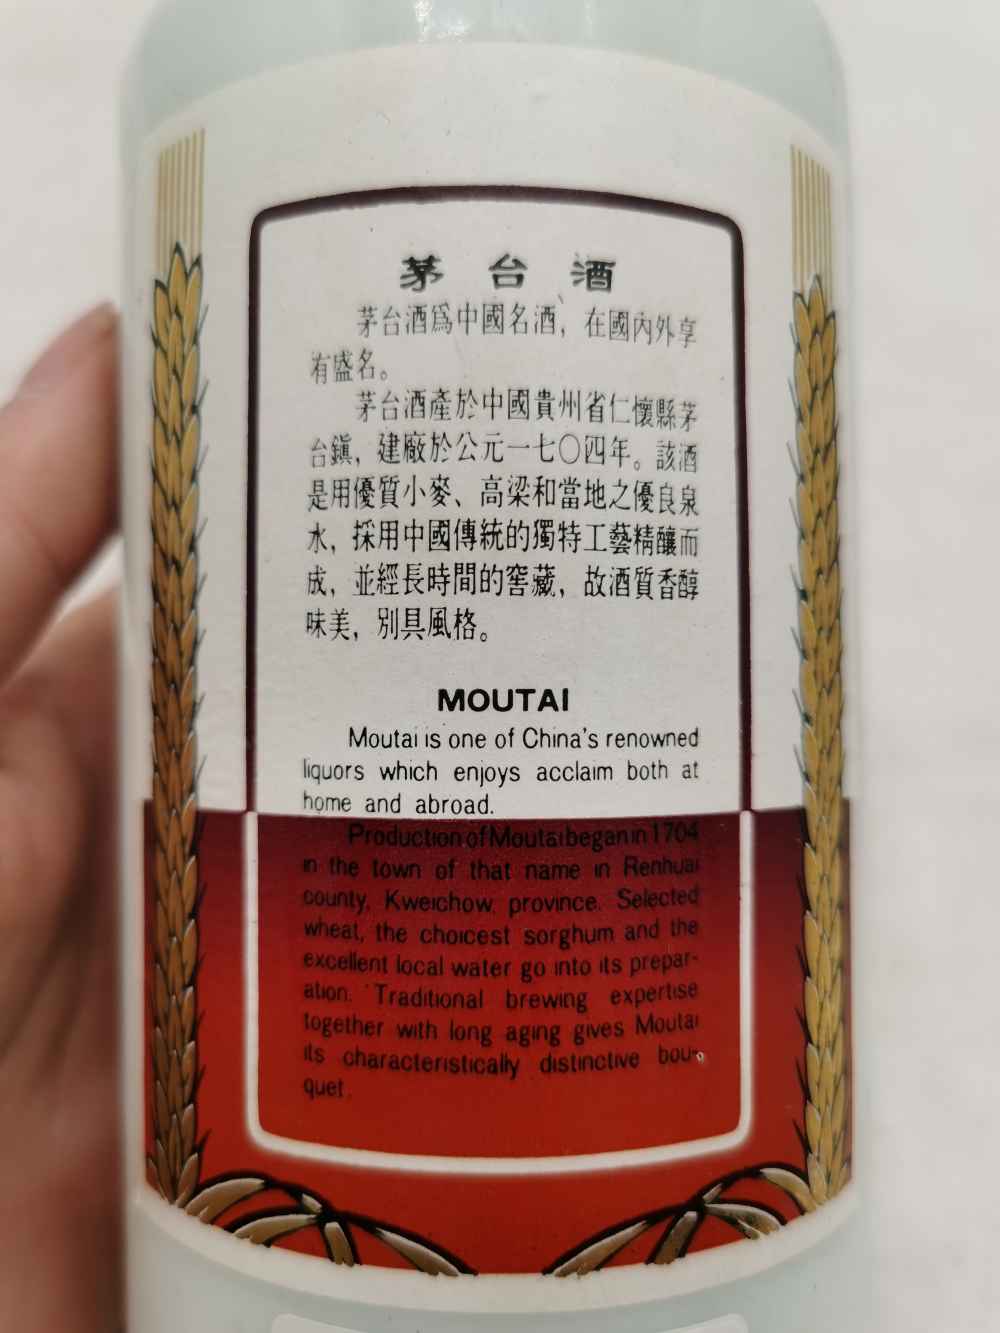 茅台酒
茅台酒爲中國名酒，在國內外享
有盛名。
茅台酒產於中國貴州省仁懷縣茅
台鎭，建廠於公元一七〇四年。該酒
是用優質小麥、高梁和當地之優良泉
水，採用中國傳統的獨特工藝精釀而
成，並經長時間的窖藏，故酒質香醇
味美，別具風格。
MOUTAI
Moutai is one of China's renowned
liquors which enjoys acclaim both at
home and abroad.
Production of Moutai began in 1704
in the town of that name in Renhuai
county, Kweichow province. Selected
wheat, the choicest sorghum and the
excellent local water go into its prepar-
ation. Traditional brewing expertise
together with long aging gives Moutai
its characteristically distinctive bou-
quet.